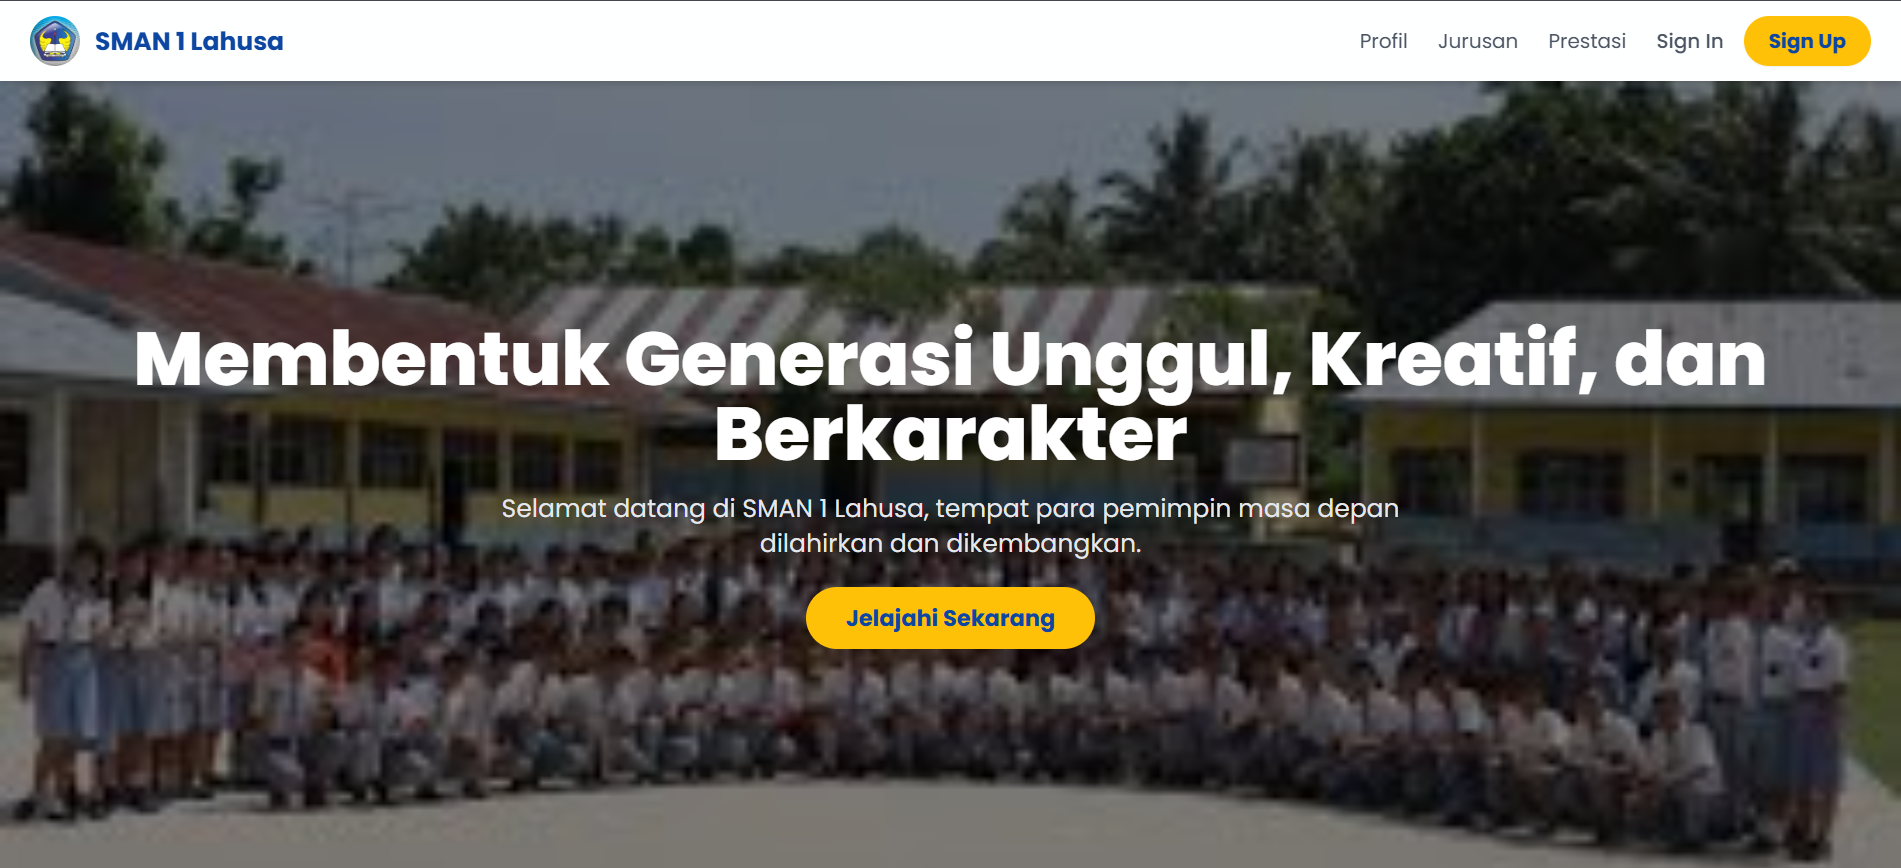 SMAN 1 Lahusa
Profil
Jurusan
Prestasi
Sign In
Sign Up
Membentuk Generasi Unggul, Kreatif, dan
Berkarakter
Selamat datang di SMAN 1 Lahusa, tempat para pemimpin masa depan
dilahirkan dan dikembangkan.
Jelajahi Sekarang